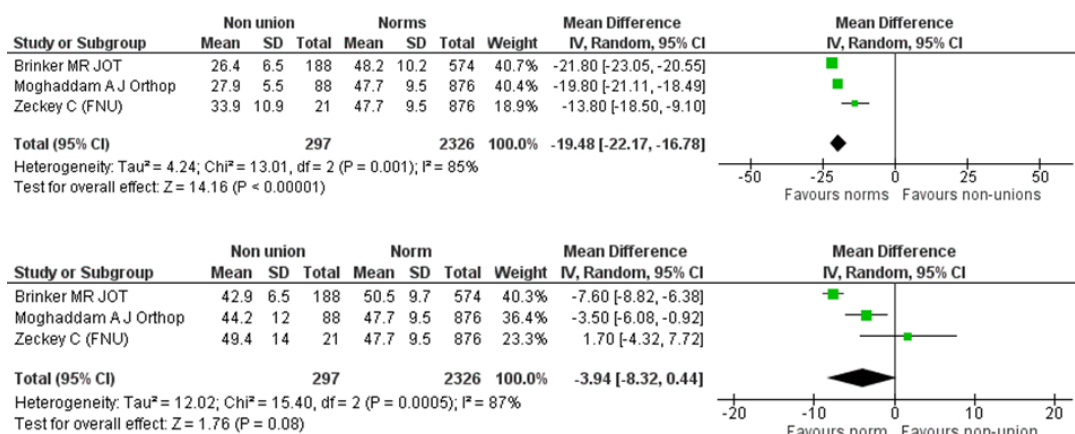 Non union Norms Mean Difference Mean Difference
Study or Subgroup Mean SD Total Mean SD Total Weight IV, Random, 95% CI IV, Random, 95% CI
Brinker MR JOT 26.4 6.5 188 48.2 10.2 574 40.7% -21.80 [-23.05, -20.55]
Moghaddam A J Orthop 27.9 5.5 88 47.7 9.5 876 40.4% -19.80 [-21.11, -18.49]
Zeckey C (FNU) 33.9 10.9 21 47.7 9.5 876 18.9% -13.80 [-18.50, -9.10]
Total (95% CI) 297 2326 100.0% -19.48 [-22.17, -16.78]
Heterogeneity: Tau² = 4.24; Chi² = 13.01, df = 2 (P = 0.001); I² = 85%
Test for overall effect: Z = 14.16 (P < 0.00001)
-50 -25 0 25 50
Favours norms Favours non-unions
Non union Norm Mean Difference Mean Difference
Study or Subgroup Mean SD Total Mean SD Total Weight IV, Random, 95% CI IV, Random, 95% CI
Brinker MR JOT 42.9 6.5 188 50.5 9.7 574 40.3% -7.60 [-8.82, -6.38]
Moghaddam A J Orthop 44.2 12 88 47.7 9.5 876 36.4% -3.50 [-6.08, -0.92]
Zeckey C (FNU) 49.4 14 21 47.7 9.5 876 23.3% 1.70 [-4.32, 7.72]
Total (95% CI) 297 2326 100.0% -3.94 [-8.32, 0.44]
Heterogeneity: Tau² = 12.02; Chi² = 15.40, df = 2 (P = 0.0005); I² = 87%
Test for overall effect: Z = 1.76 (P = 0.08)
-20 -10 0 10 20
Favours norm Favours non-unions